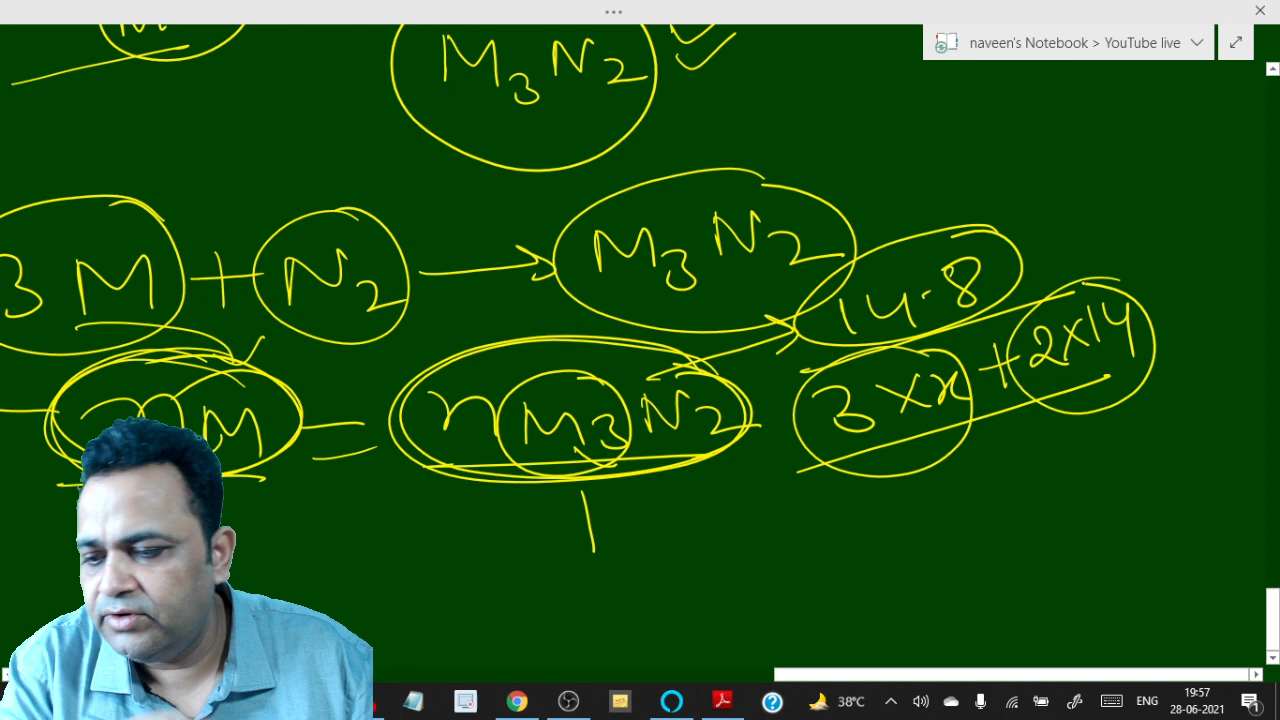 naveen's Notebook > YouTube live
M3N2
3M + N2 → M3N2
14.8
nM = nM3N2
3×x + 2×14
1
38°C
ENG
19:57
28-06-2021